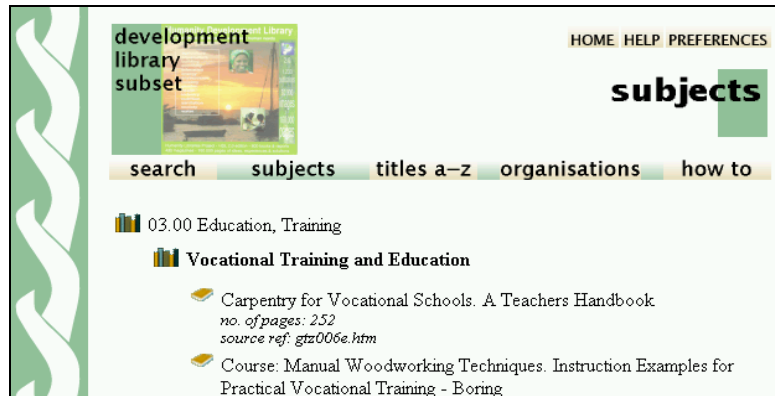 development
library
subset
HOME HELP PREFERENCES
subjects
search subjects titles a–z organisations how to
03.00 Education, Training
Vocational Training and Education
Carpentry for Vocational Schools. A Teachers Handbook
no. of pages: 252
source ref: gtz006e.htm
Course: Manual Woodworking Techniques. Instruction Examples for
Practical Vocational Training - Boring